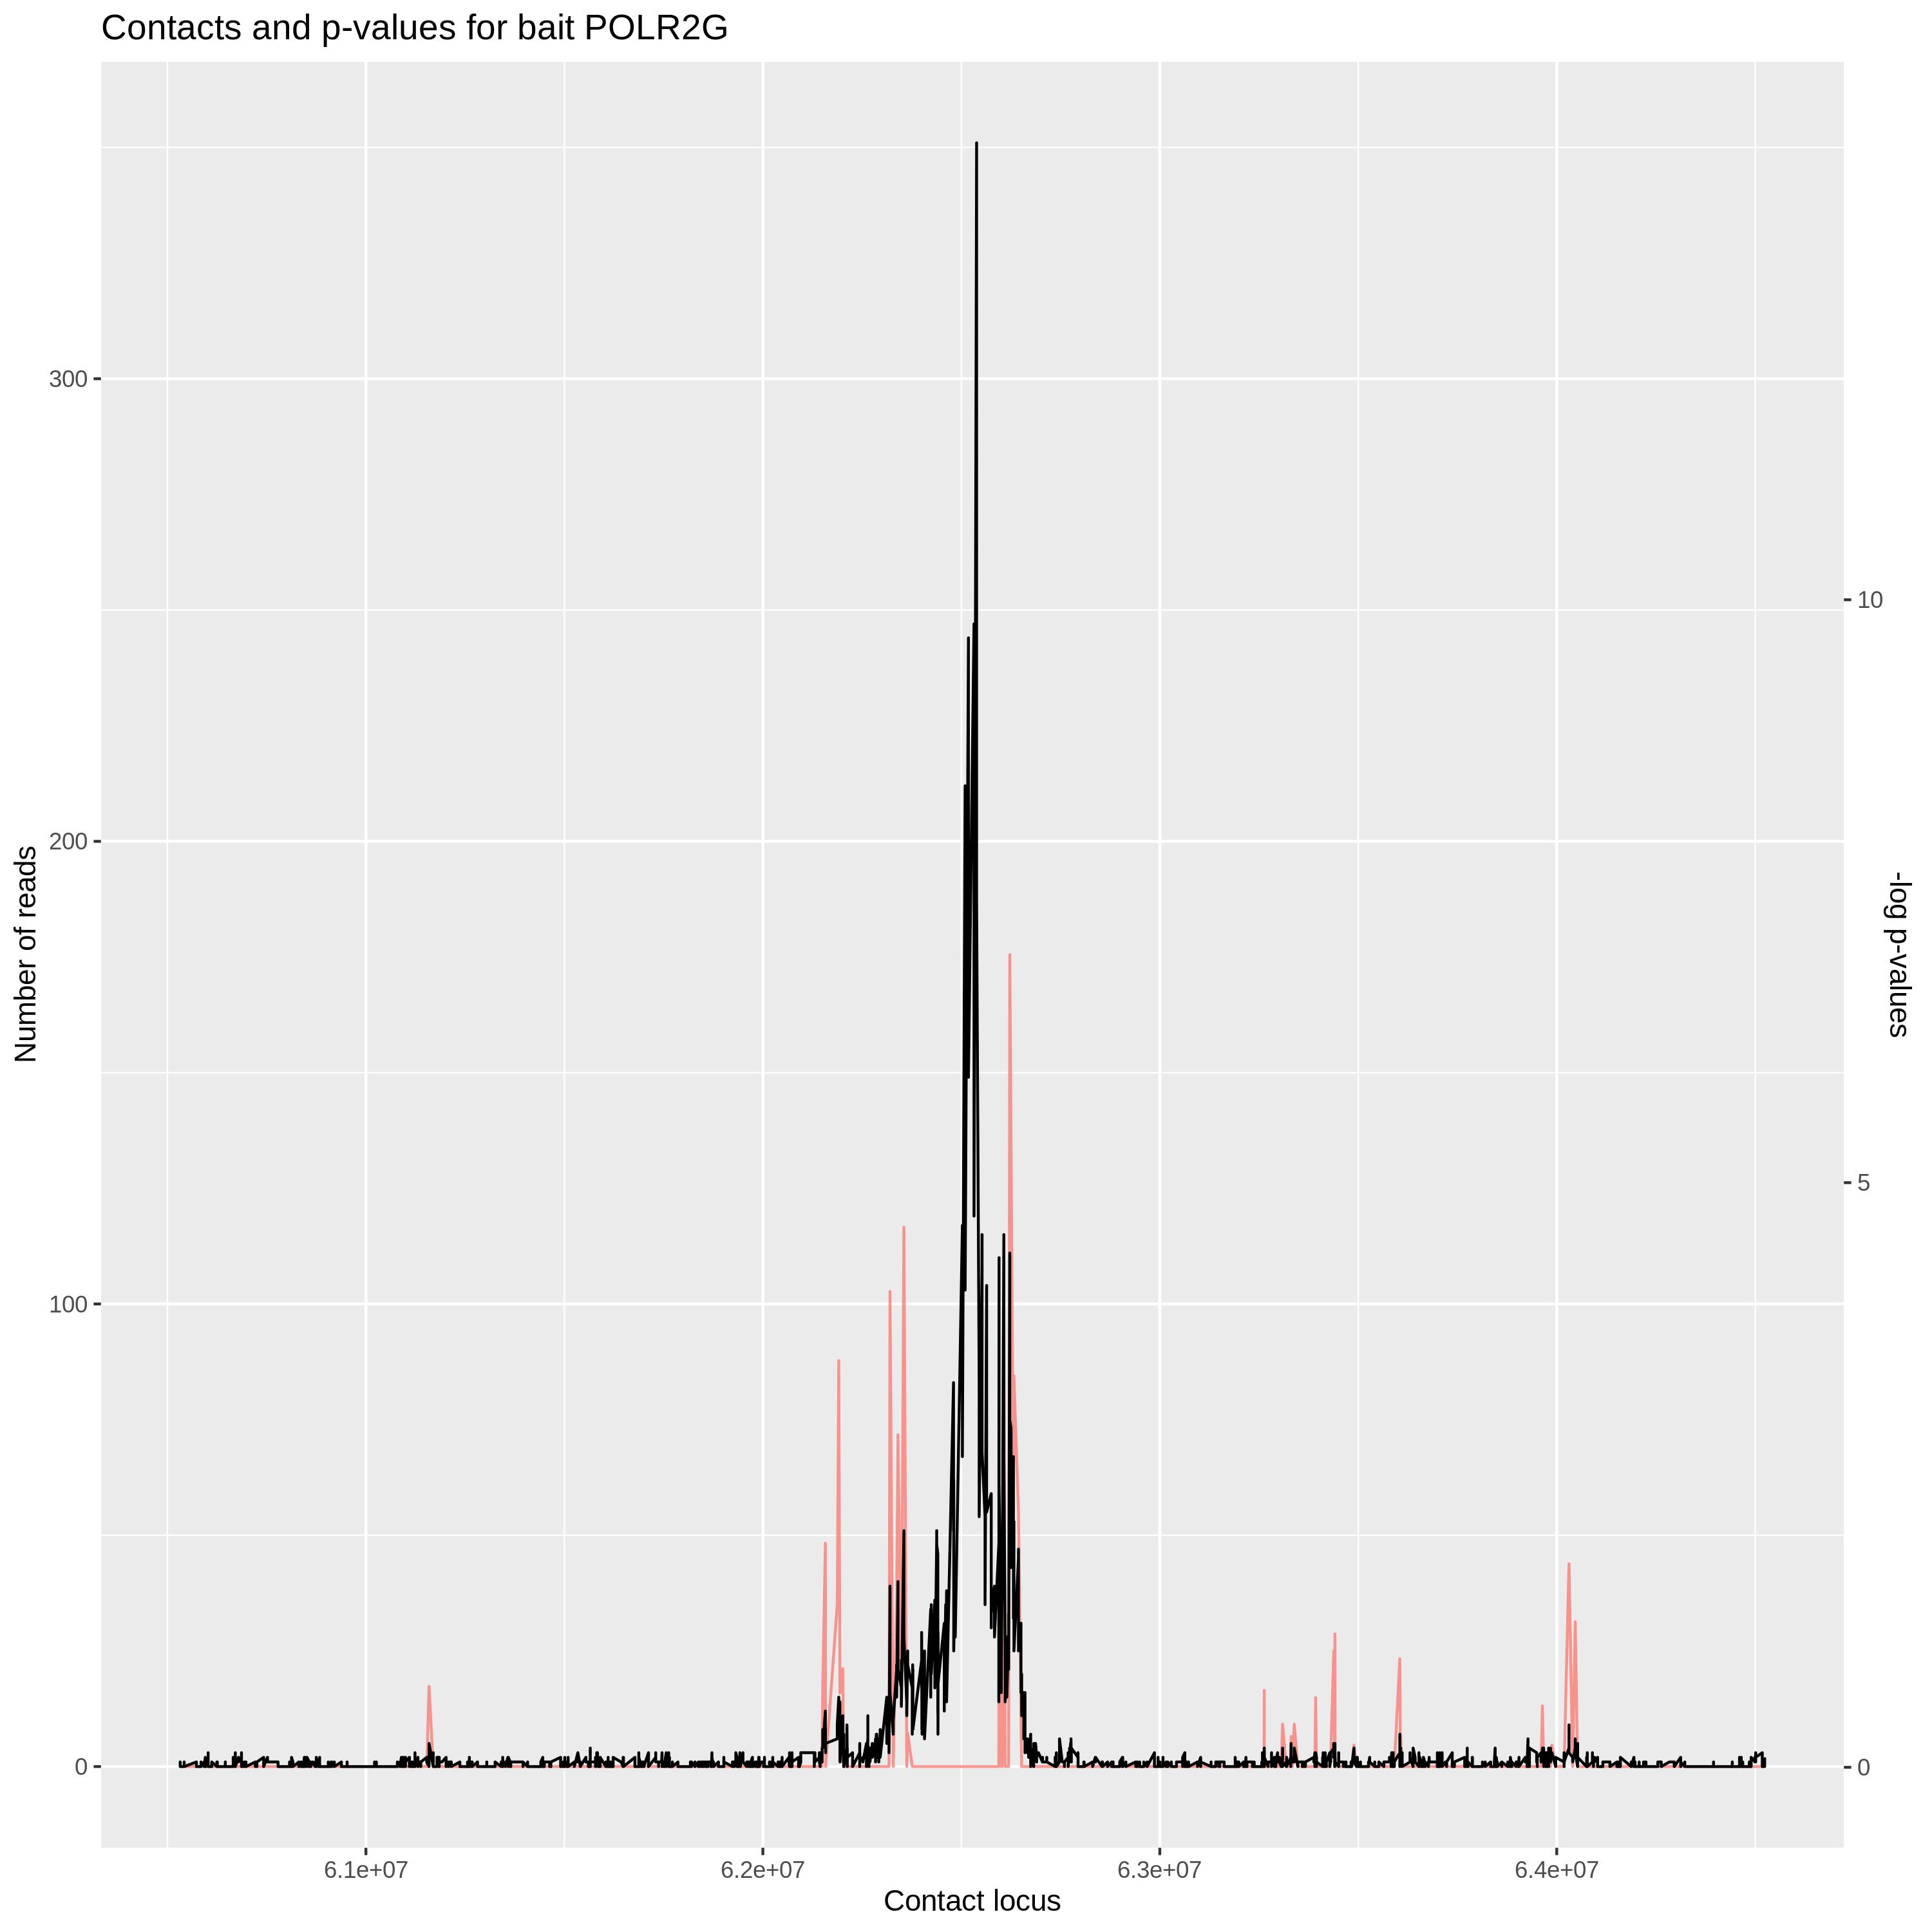 Contacts and p-values for bait POLR2G
Number of reads
300
200
100
0
10
5
0
-log p-values
6.1e+07
6.2e+07
6.3e+07
6.4e+07
Contact locus